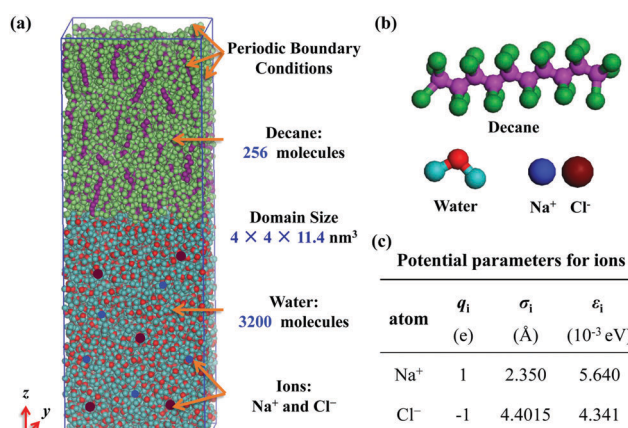 (a)
Periodic Boundary
Conditions
Decane:
256 molecules
Domain Size
4 × 4 × 11.4 nm³
Water:
3200 molecules
Ions:
Na⁺ and Cl⁻
z
y
(b)
Decane
Water
Na⁺
Cl⁻
(c)
Potential parameters for ions
atom qᵢ σᵢ εᵢ
(e) (Å) (10⁻³ eV)
Na⁺ 1 2.350 5.640
Cl⁻ -1 4.4015 4.341